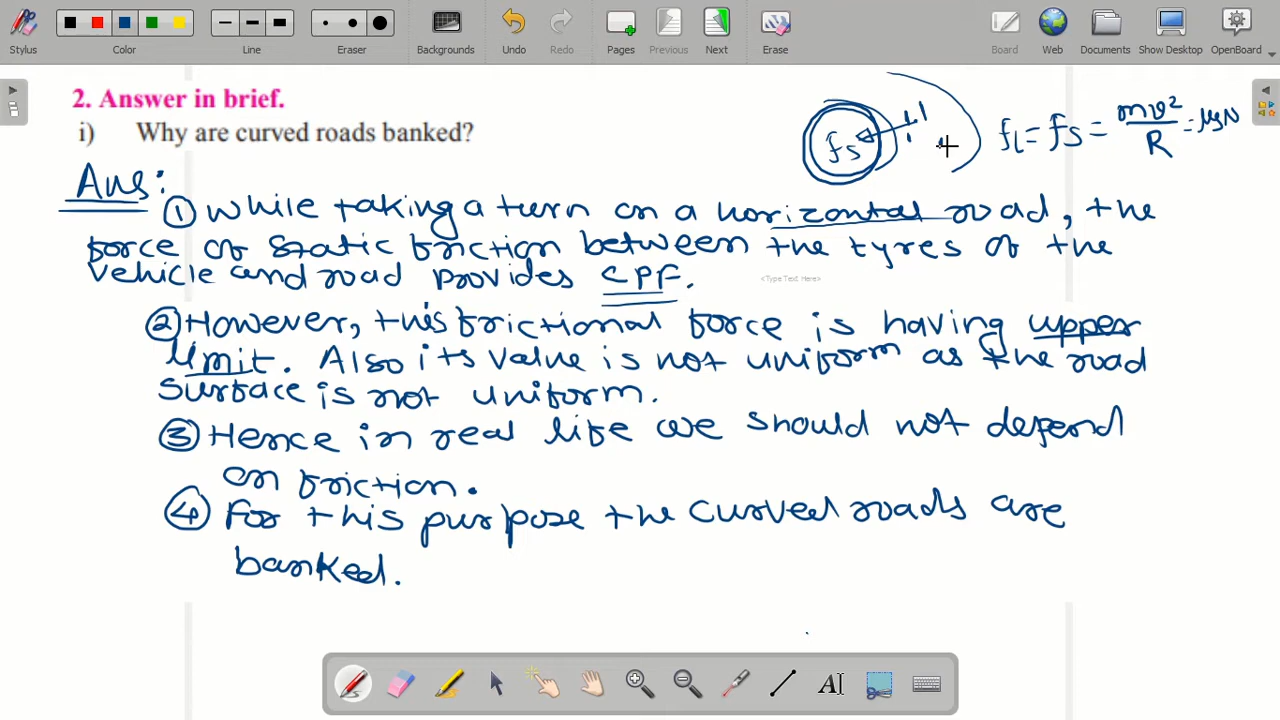 Stylus
Color
Line
Eraser
Backgrounds
Undo
Redo
Pages
Previous
Next
Erase
Board
Web
Documents
Show Desktop
OpenBoard
2. Answer in brief.
i) Why are curved roads banked?
fs
fL = fs = mv²/R = μsN
Ans:
① While taking a turn on a horizontal road, the
force of static friction between the tyres of the
vehicle and road provides CPF.
<Type Text Here>
② However, this frictional force is having upper
limit. Also its value is not uniform as the road
surface is not uniform.
③ Hence in real life we should not depend
on friction.
④ For this purpose the curved roads are
banked.